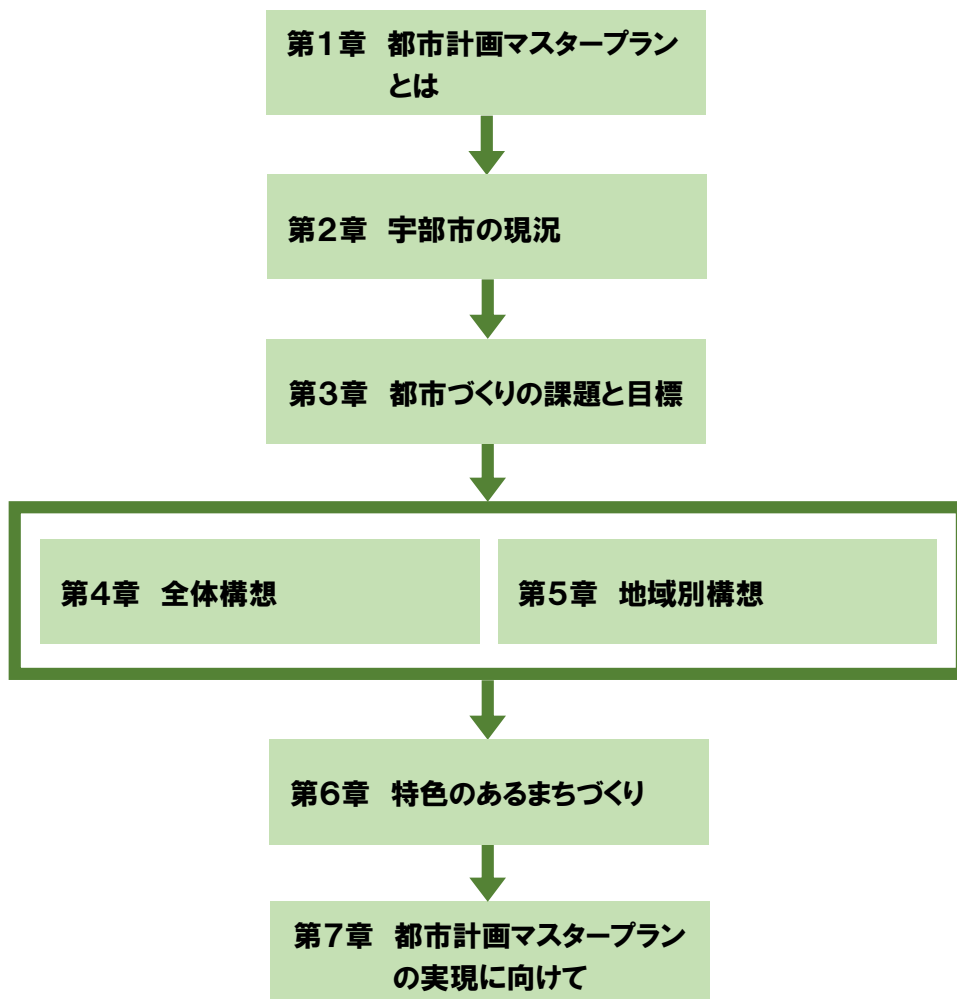 第1章 都市計画マスタープラン
とは
第2章 宇部市の現況
第3章 都市づくりの課題と目標
第4章 全体構想
第5章 地域別構想
第6章 特色のあるまちづくり
第7章 都市計画マスタープラン
の実現に向けて